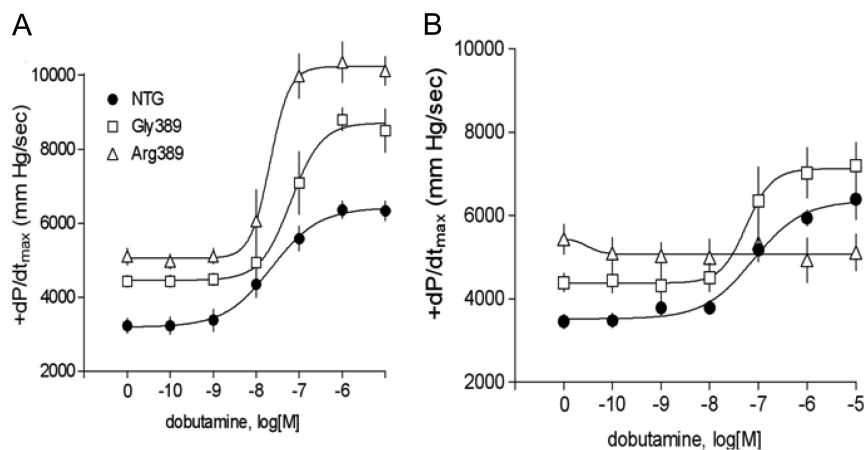 A
+dP/dtmax (mm Hg/sec)
10000
8000
6000
4000
2000
NTG
Gly389
Arg389
0 -10 -9 -8 -7 -6
dobutamine, log[M]
B
+dP/dtmax (mm Hg/sec)
10000
8000
6000
4000
2000
0 -10 -9 -8 -7 -6 -5
dobutamine, log[M]